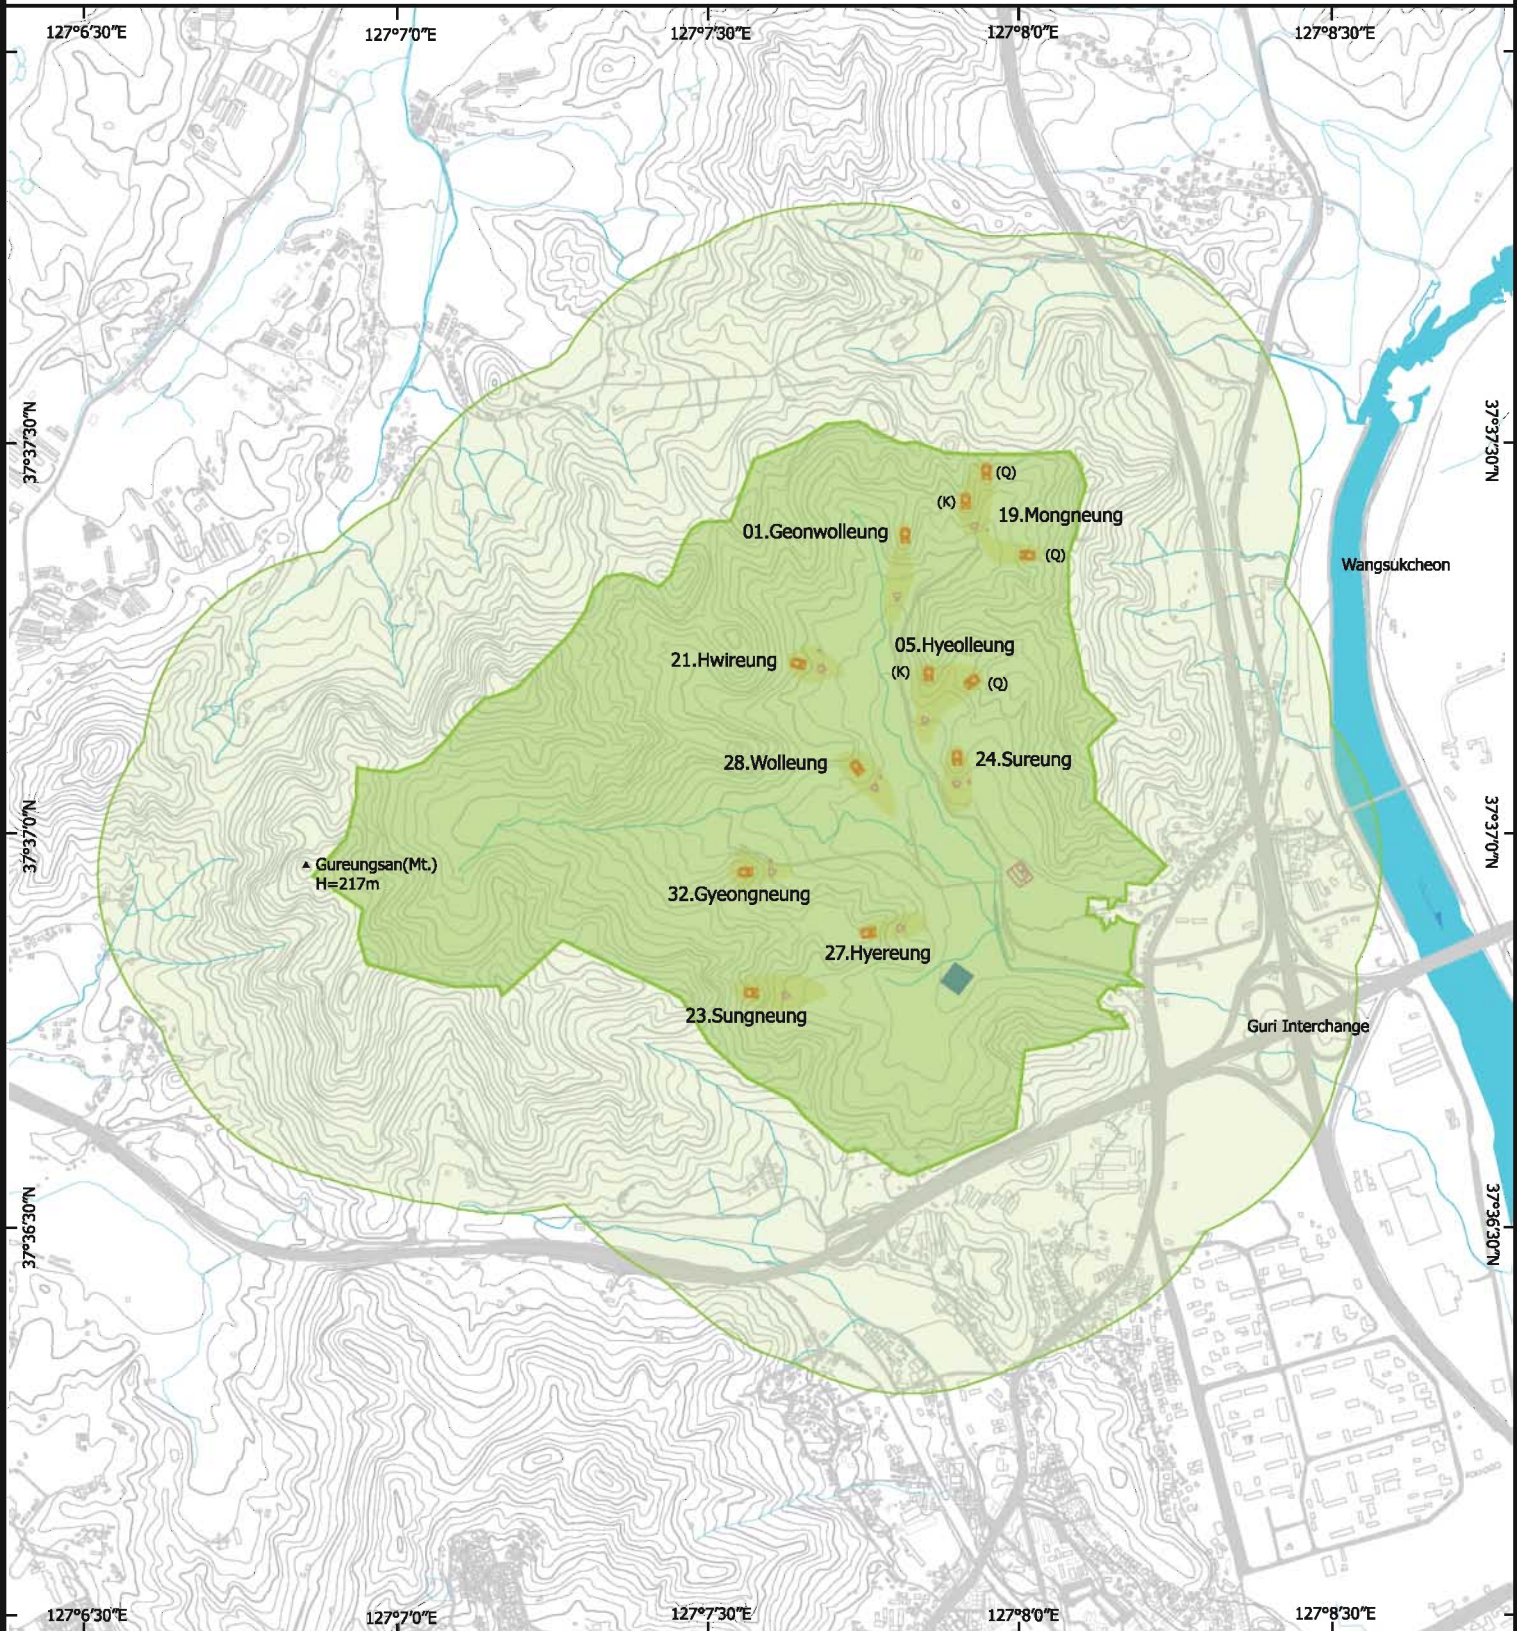 127°6′30″E
127°7′0″E
127°7′30″E
127°8′0″E
127°8′30″E
37°37′30″N
37°37′30″N
(Q)
(K)
19.Mongneung
01.Geonwolleung
(Q)
Wangsukcheon
05.Hyeolleung
21.Hwireung
(K)
(Q)
28.Wolleung
24.Sureung
37°37′0″N
37°37′0″N
Gureungsan(Mt.)
H=217m
32.Gyeongneung
27.Hyereung
23.Sungneung
Guri Interchange
37°36′30″N
37°36′30″N
127°6′30″E
127°7′0″E
127°7′30″E
127°8′0″E
127°8′30″E